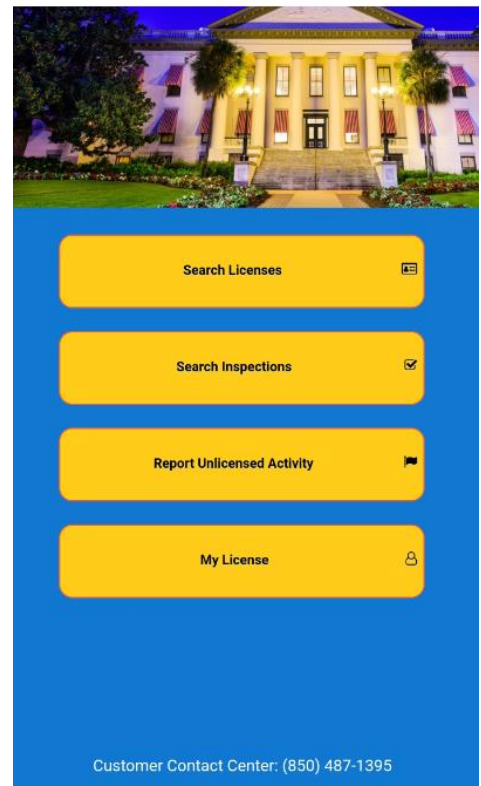 Search Licenses
Search Inspections
Report Unlicensed Activity
My License
Customer Contact Center: (850) 487-1395